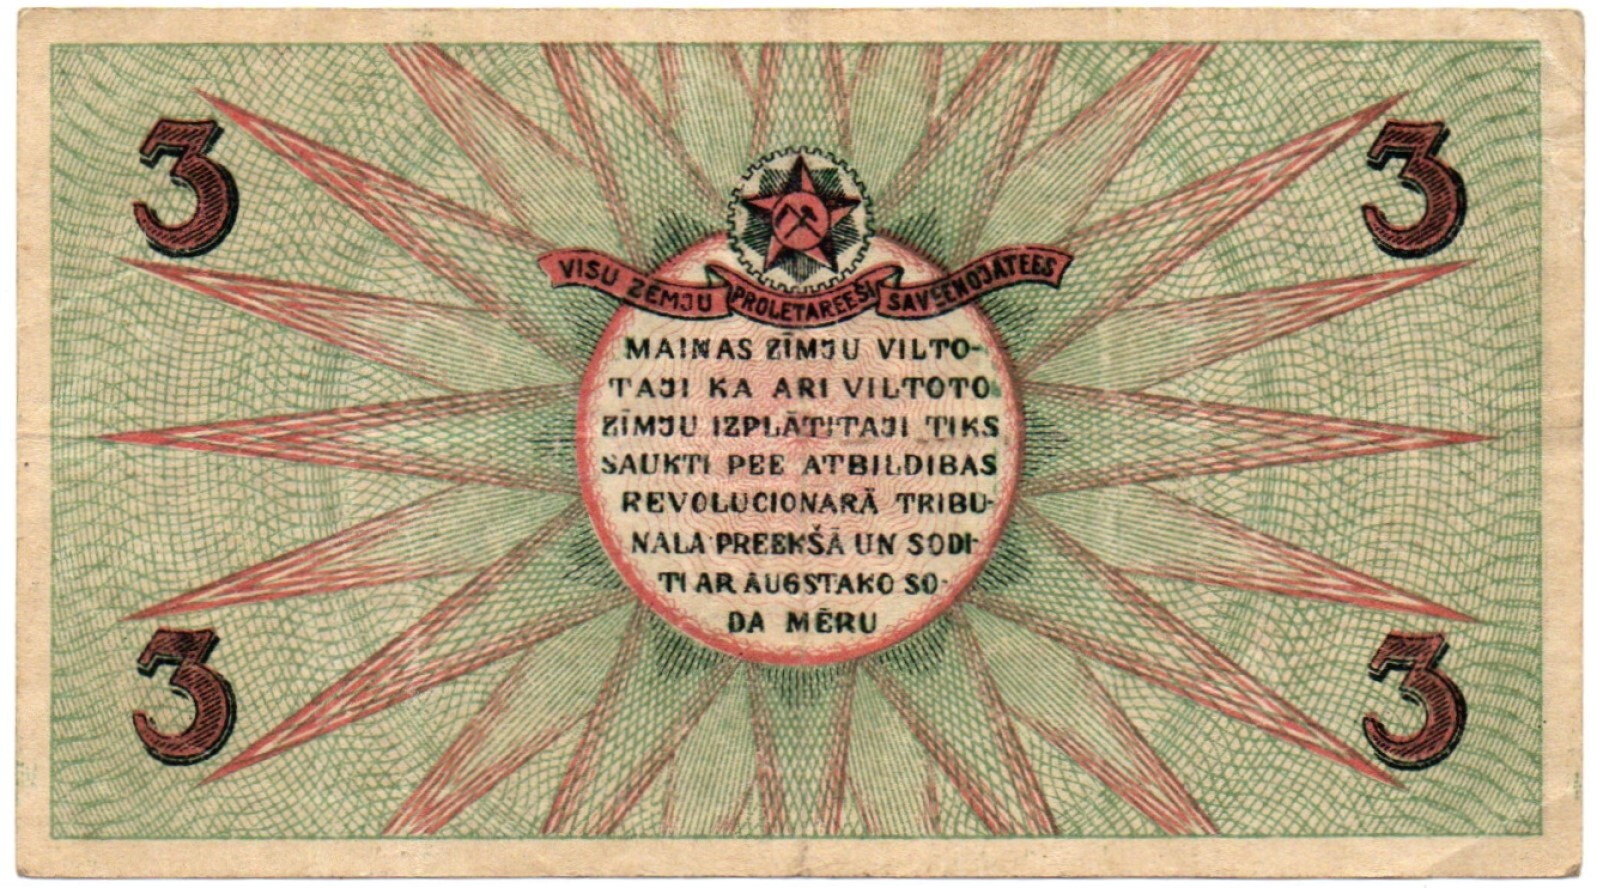 3
3
VISU ZEMJU PROLETAREEŠI SAVEENOJATEES
MAIŅAS ZĪMJU VILTO-
TAJI KA ARI VILTOTO
ZĪMJU IZPLĀTITAJI TIKS
SAUKTI PEE ATBILDIBAS
REVOLUCIONARĀ TRIBU-
NALA PREEKŠĀ UN SODI-
TI AR AUGSTAKO SO-
DA MĒRU
3
3